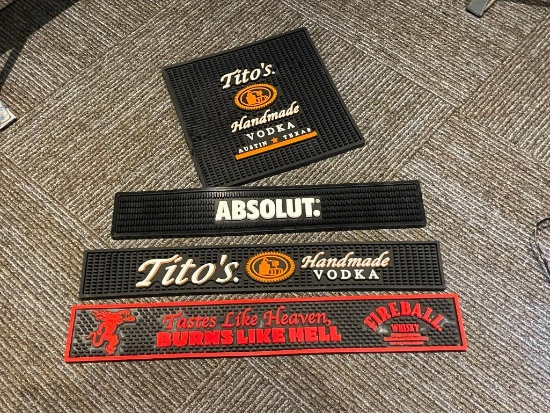 Tito's.
Handmade
VODKA
AUSTIN ★ TEXAS
ABSOLUT.
Tito's. Handmade
VODKA
Tastes Like Heaven,
BURNS LIKE HELL
FIREBALL
WHISKY